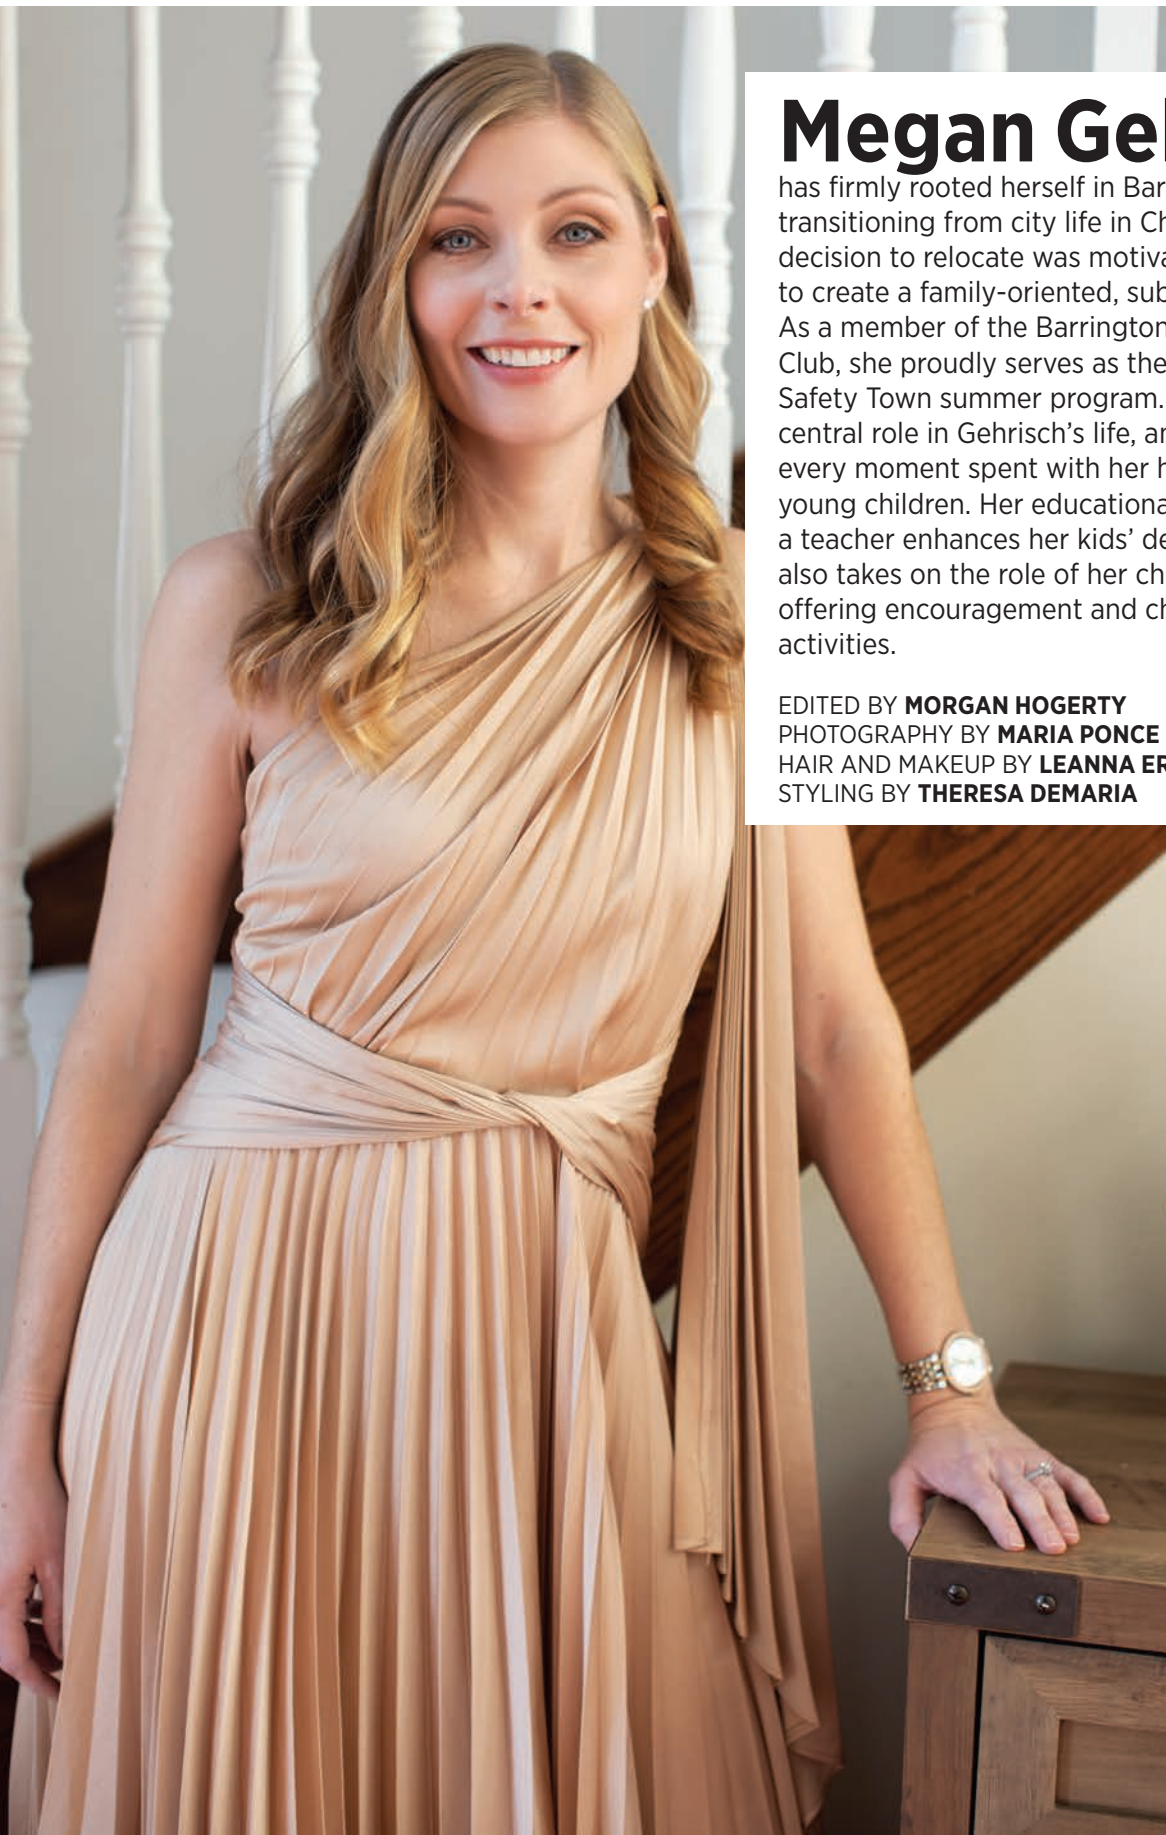 Megan Ge
has firmly rooted herself in Bar
transitioning from city life in Ch
decision to relocate was motiva
to create a family-oriented, sub
As a member of the Barrington
Club, she proudly serves as the
Safety Town summer program.
central role in Gehrisch’s life, an
every moment spent with her h
young children. Her educationa
a teacher enhances her kids’ de
also takes on the role of her ch
offering encouragement and ch
activities.
EDITED BY MORGAN HOGERTY
PHOTOGRAPHY BY MARIA PONCE
HAIR AND MAKEUP BY LEANNA ER
STYLING BY THERESA DEMARIA